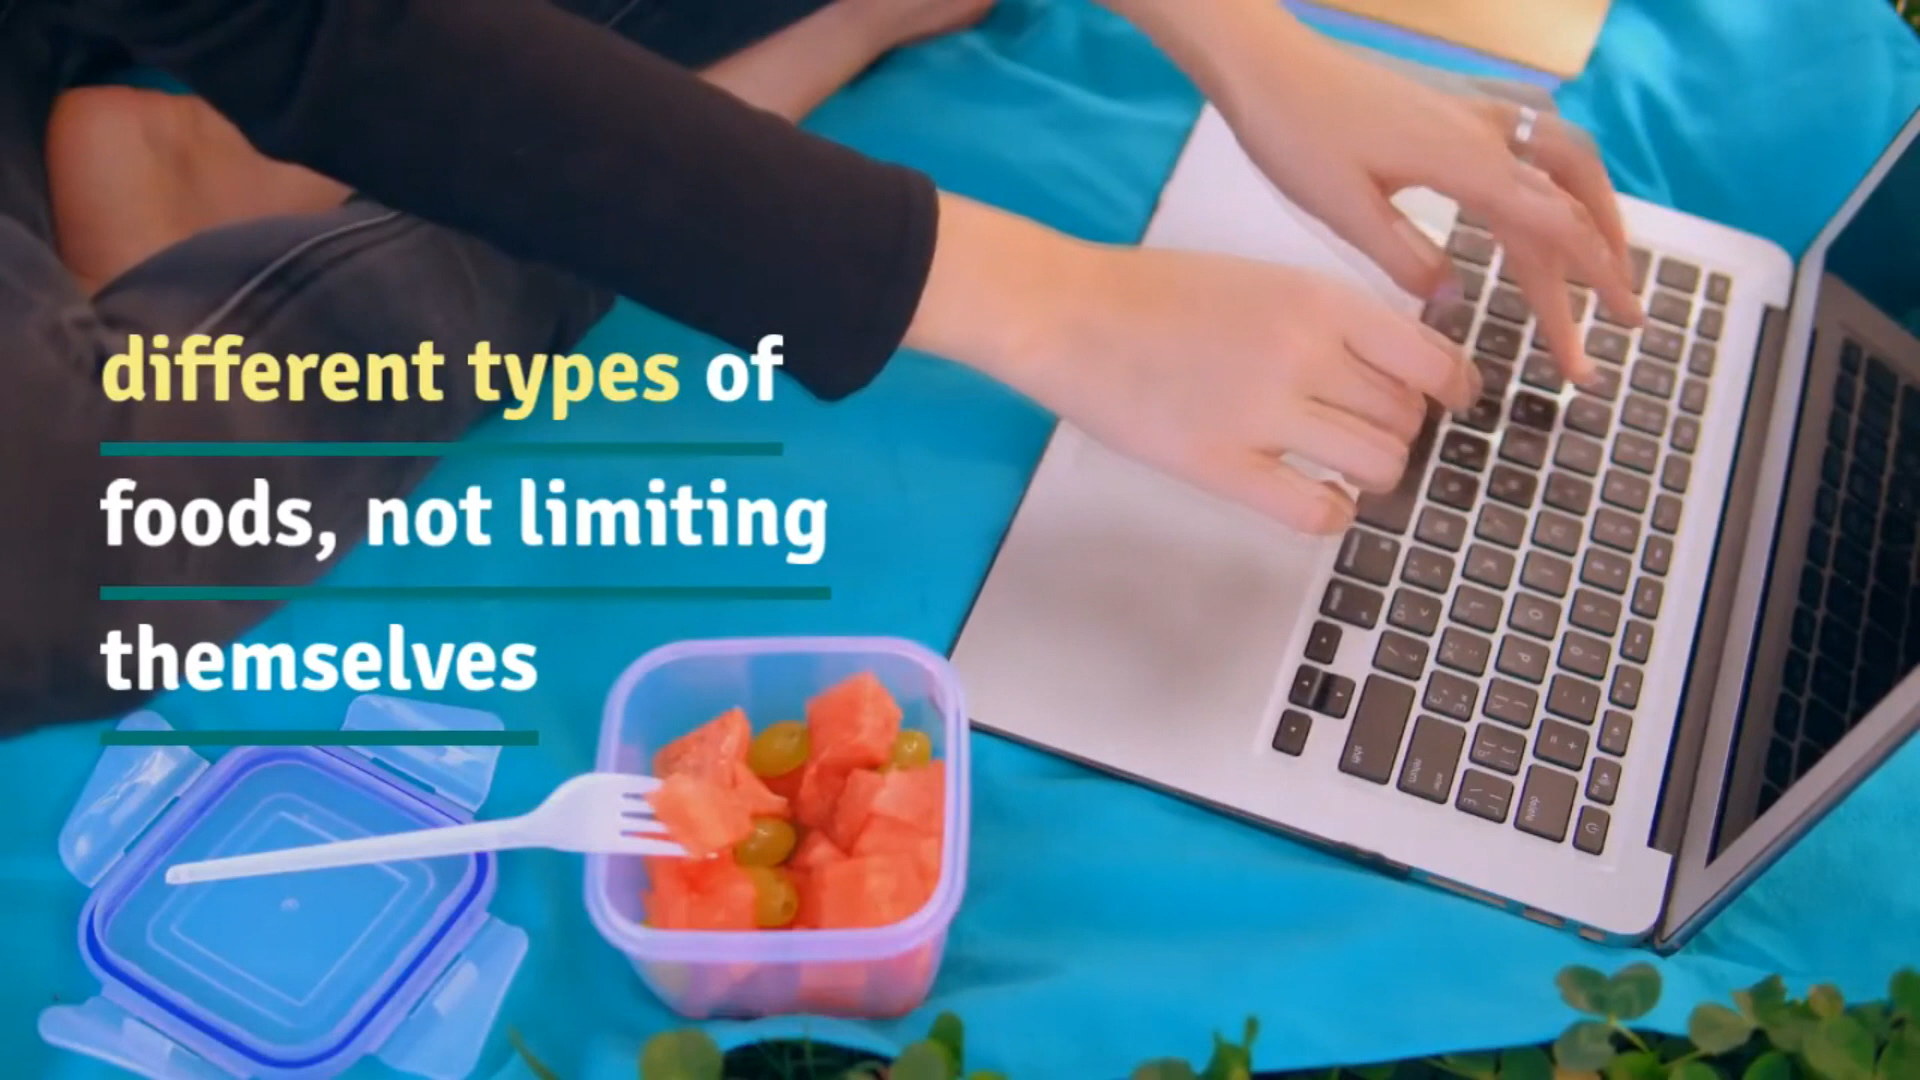 different types of
foods, not limiting
themselves